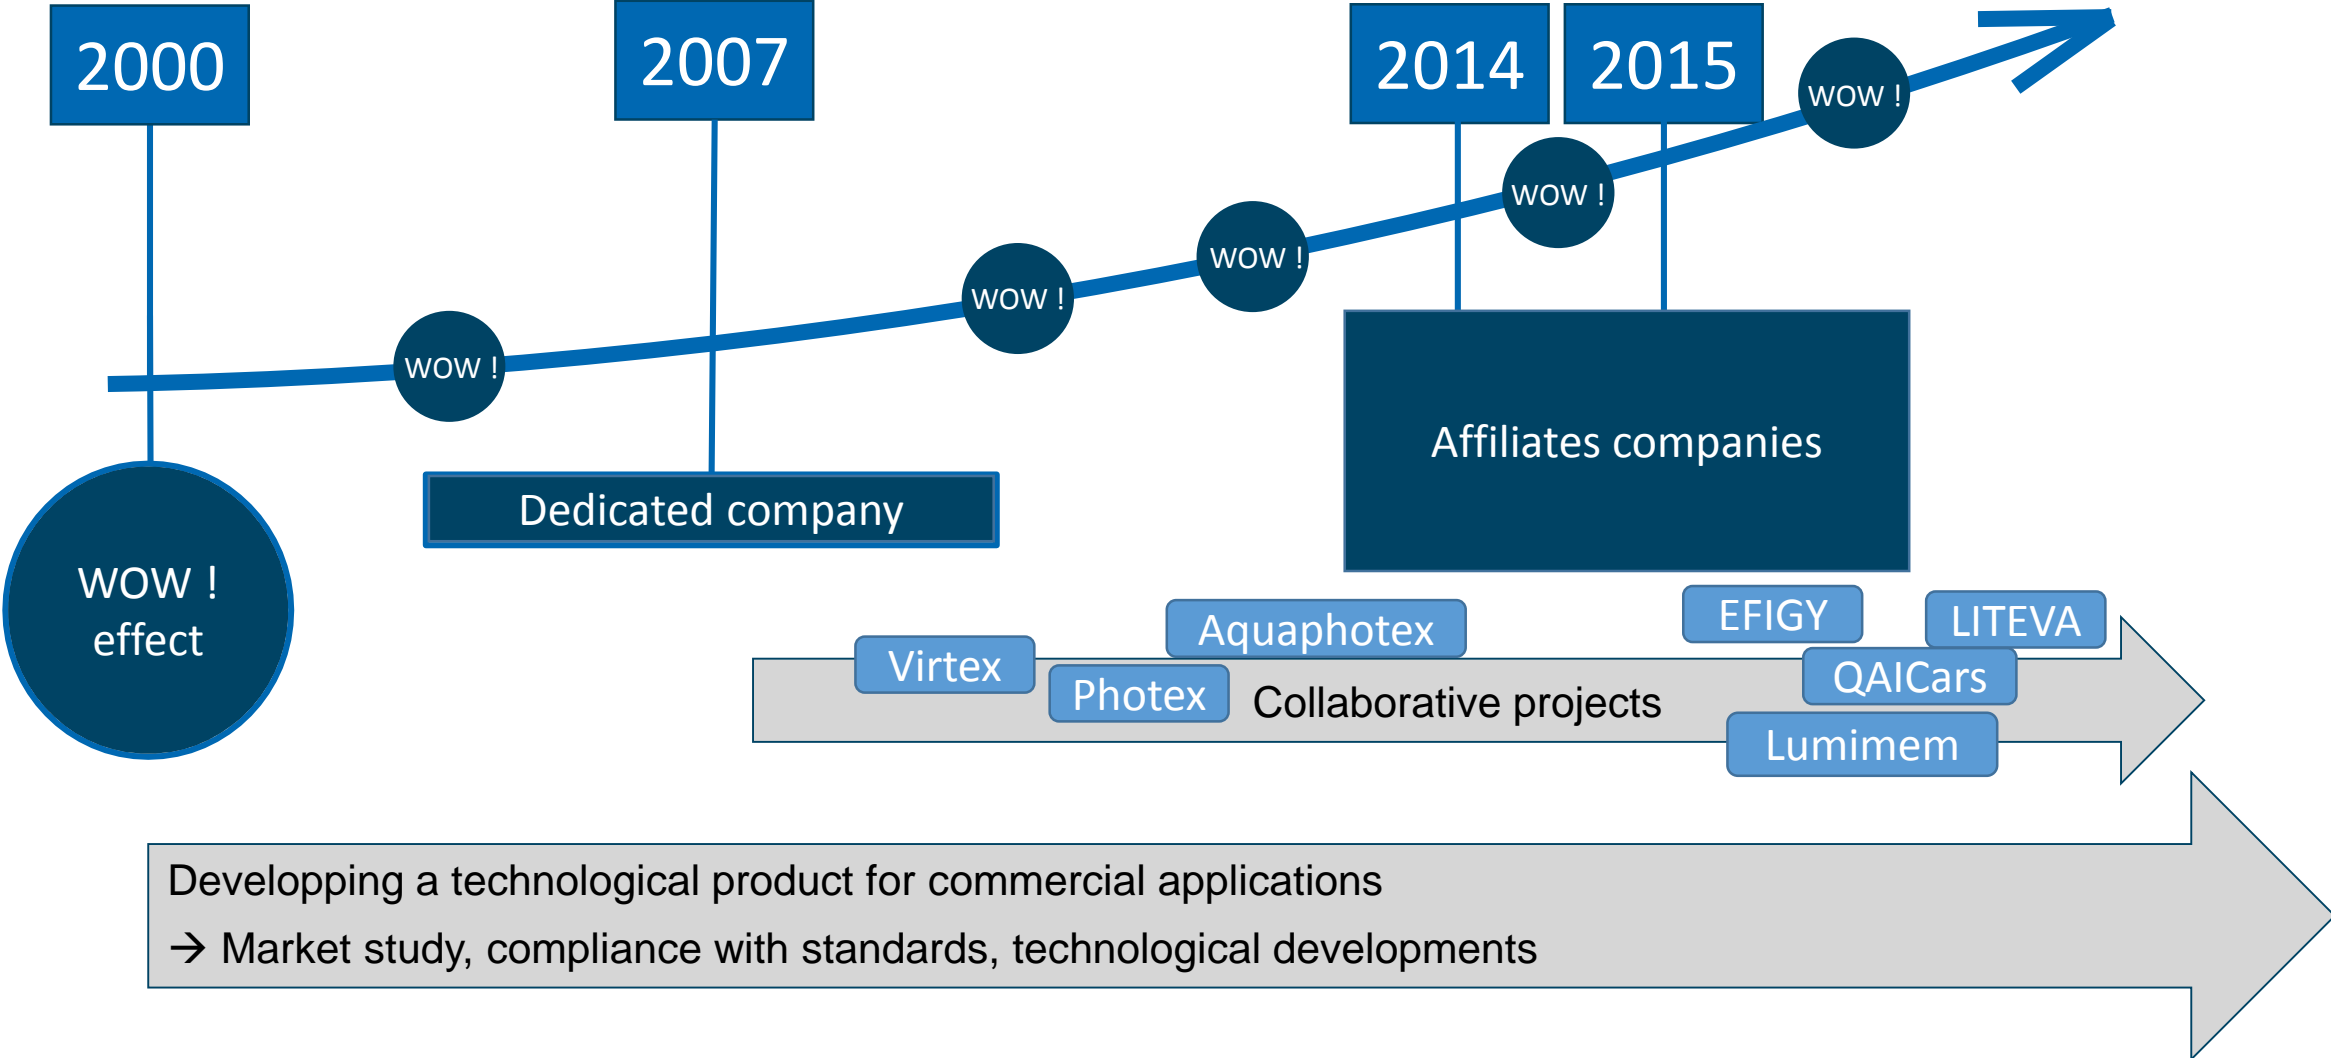 2000
2007
2014
2015
WOW !
WOW !
WOW !
WOW !
WOW !
WOW !
effect
Dedicated company
Affiliates companies
Virtex
Photex
Aquaphotex
EFIGY
LITEVA
QAICars
Lumimem
Collaborative projects
Developping a technological product for commercial applications
→ Market study, compliance with standards, technological developments